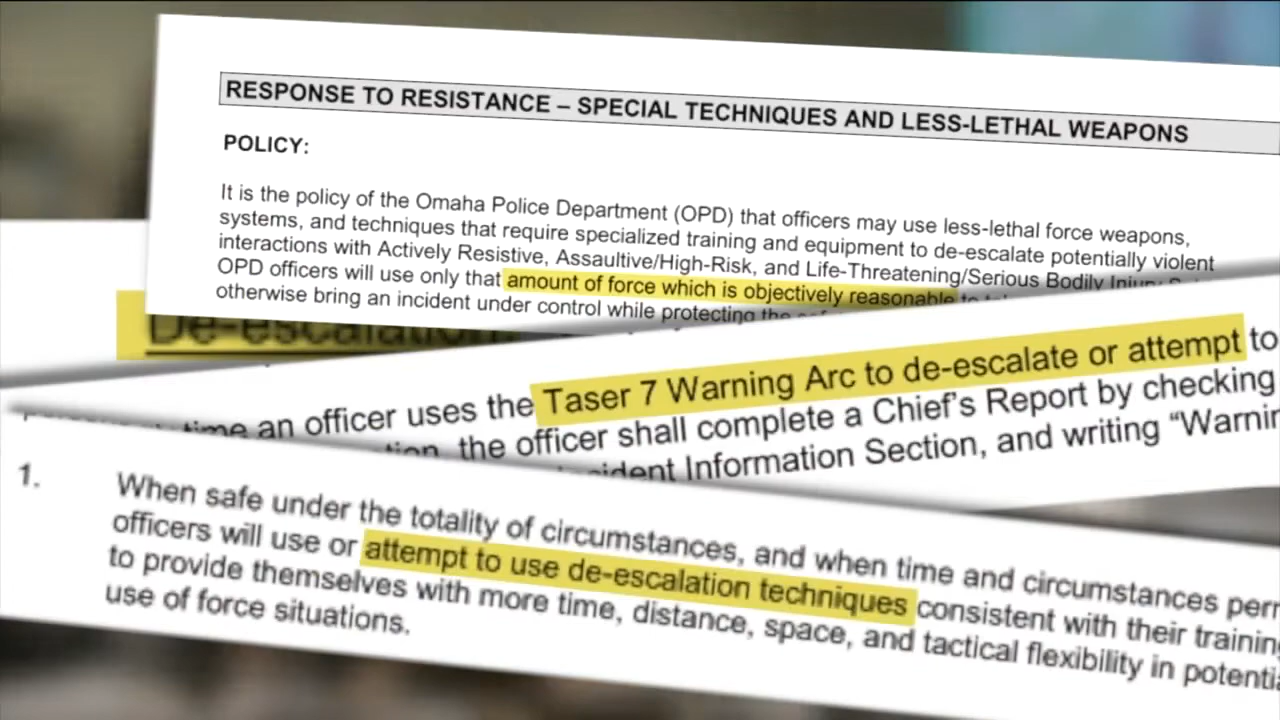 RESPONSE TO RESISTANCE – SPECIAL TECHNIQUES AND LESS-LETHAL WEAPONS
POLICY:
It is the policy of the Omaha Police Department (OPD) that officers may use less-lethal force weapons,
systems, and techniques that require specialized training and equipment to de-escalate potentially violent
interactions with Actively Resistive, Assaultive/High-Risk, and Life-Threatening/Serious Bodily Injury
OPD officers will use only that amount of force which is objectively reasonable to
otherwise bring an incident under control while protecting the
De-escalation
time an officer uses the Taser 7 Warning Arc to de-escalate or attempt to
the officer shall complete a Chief's Report by checking
Information Section, and writing “
1. When safe under the totality of circumstances, and when time and circumstances
officers will use or attempt to use de-escalation techniques consistent with their
to provide themselves with more time, distance, space, and tactical flexibility in
use of force situations.